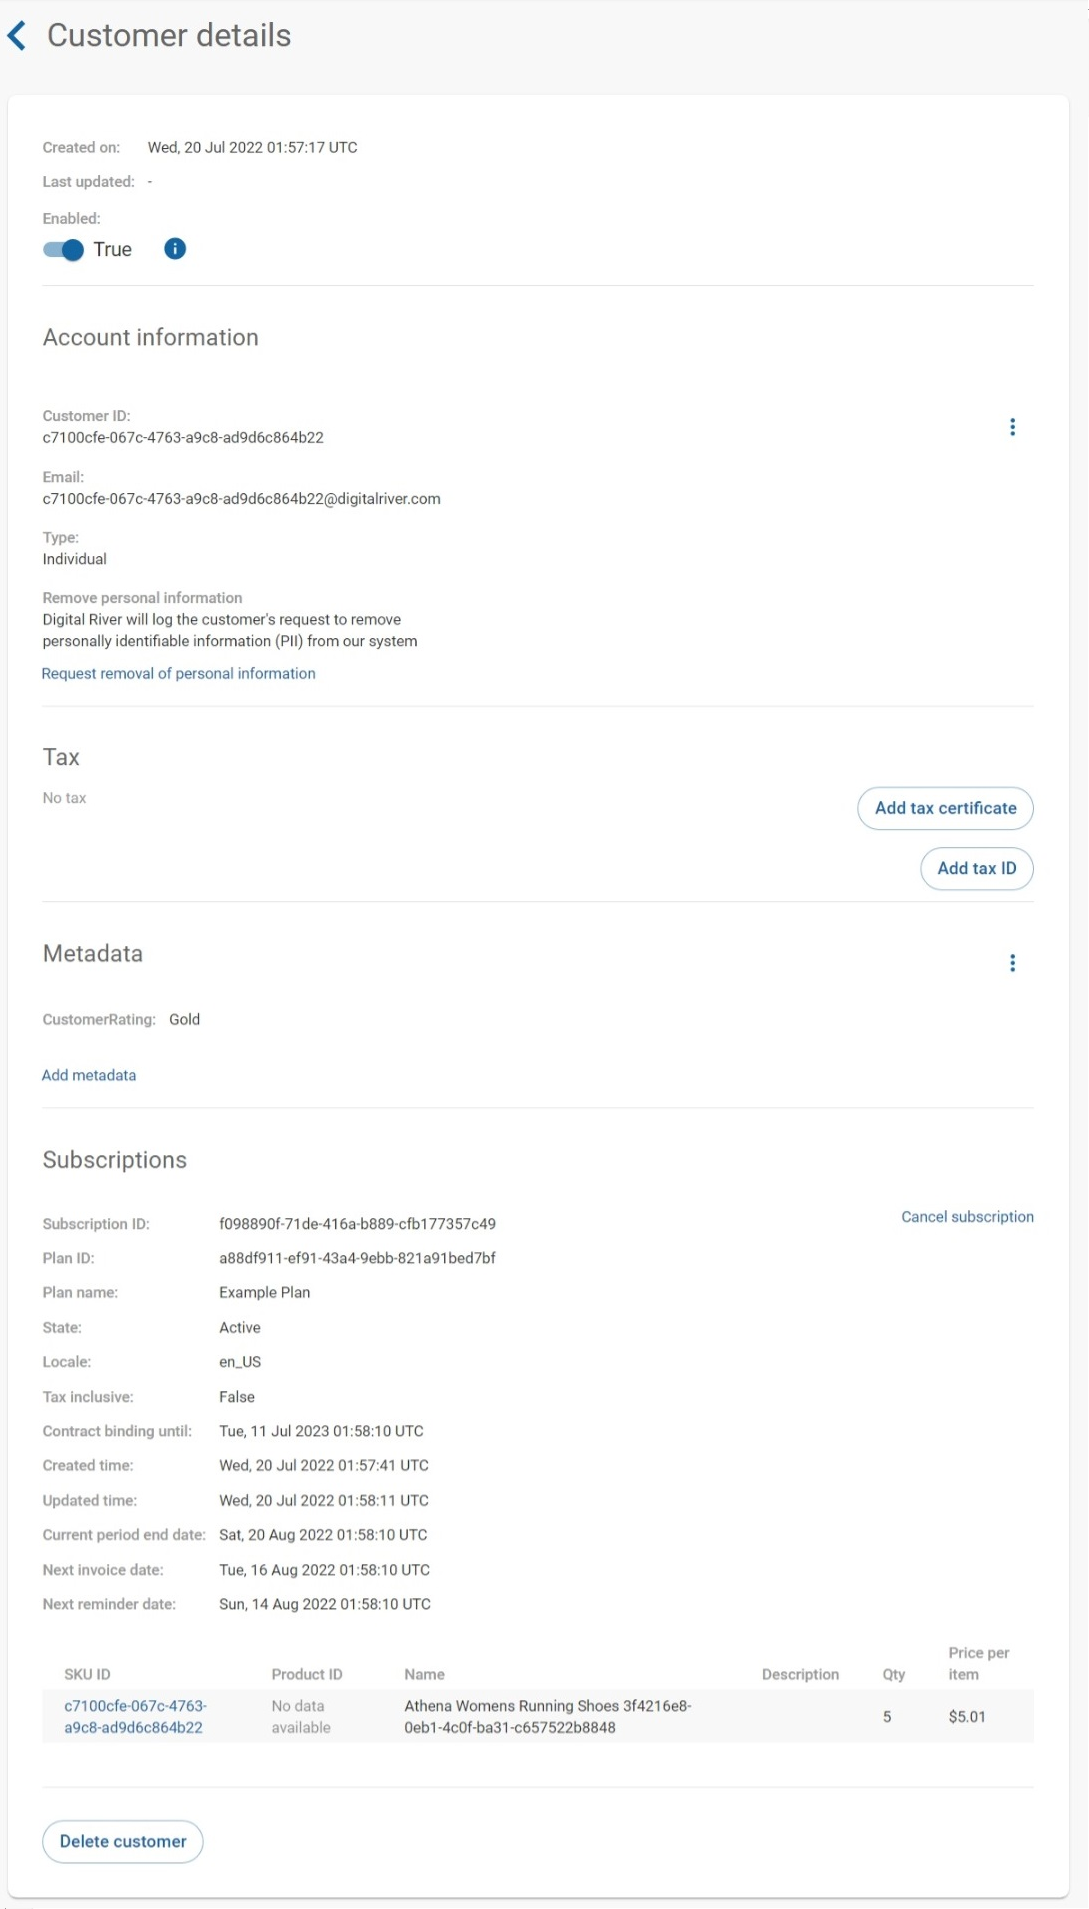 Customer details
Created on: Wed, 20 Jul 2022 01:57:17 UTC
Last updated: -
Enabled:
True
Account information
Customer ID:
c7100cfe-067c-4763-a9c8-ad9d6c864b22
Email:
c7100cfe-067c-4763-a9c8-ad9d6c864b22@digitalriver.com
Type:
Individual
Remove personal information
Digital River will log the customer's request to remove
personally identifiable information (PII) from our system
Request removal of personal information
Tax
No tax
Add tax certificate
Add tax ID
Metadata
CustomerRating: Gold
Add metadata
Subscriptions
Subscription ID: f098890f-71de-416a-b889-cfb177357c49
Cancel subscription
Plan ID: a88df911-ef91-43a4-9ebb-821a91bed7bf
Plan name: Example Plan
State: Active
Locale: en_US
Tax inclusive: False
Contract binding until: Tue, 11 Jul 2023 01:58:10 UTC
Created time: Wed, 20 Jul 2022 01:57:41 UTC
Updated time: Wed, 20 Jul 2022 01:58:11 UTC
Current period end date: Sat, 20 Aug 2022 01:58:10 UTC
Next invoice date: Tue, 16 Aug 2022 01:58:10 UTC
Next reminder date: Sun, 14 Aug 2022 01:58:10 UTC
SKU ID Product ID Name Description Qty Price per
item
c7100cfe-067c-4763- No data Athena Womens Running Shoes 3f4216e8-
a9c8-ad9d6c864b22 available 0eb1-4c0f-ba31-c657522b8848 5 $5.01
Delete customer